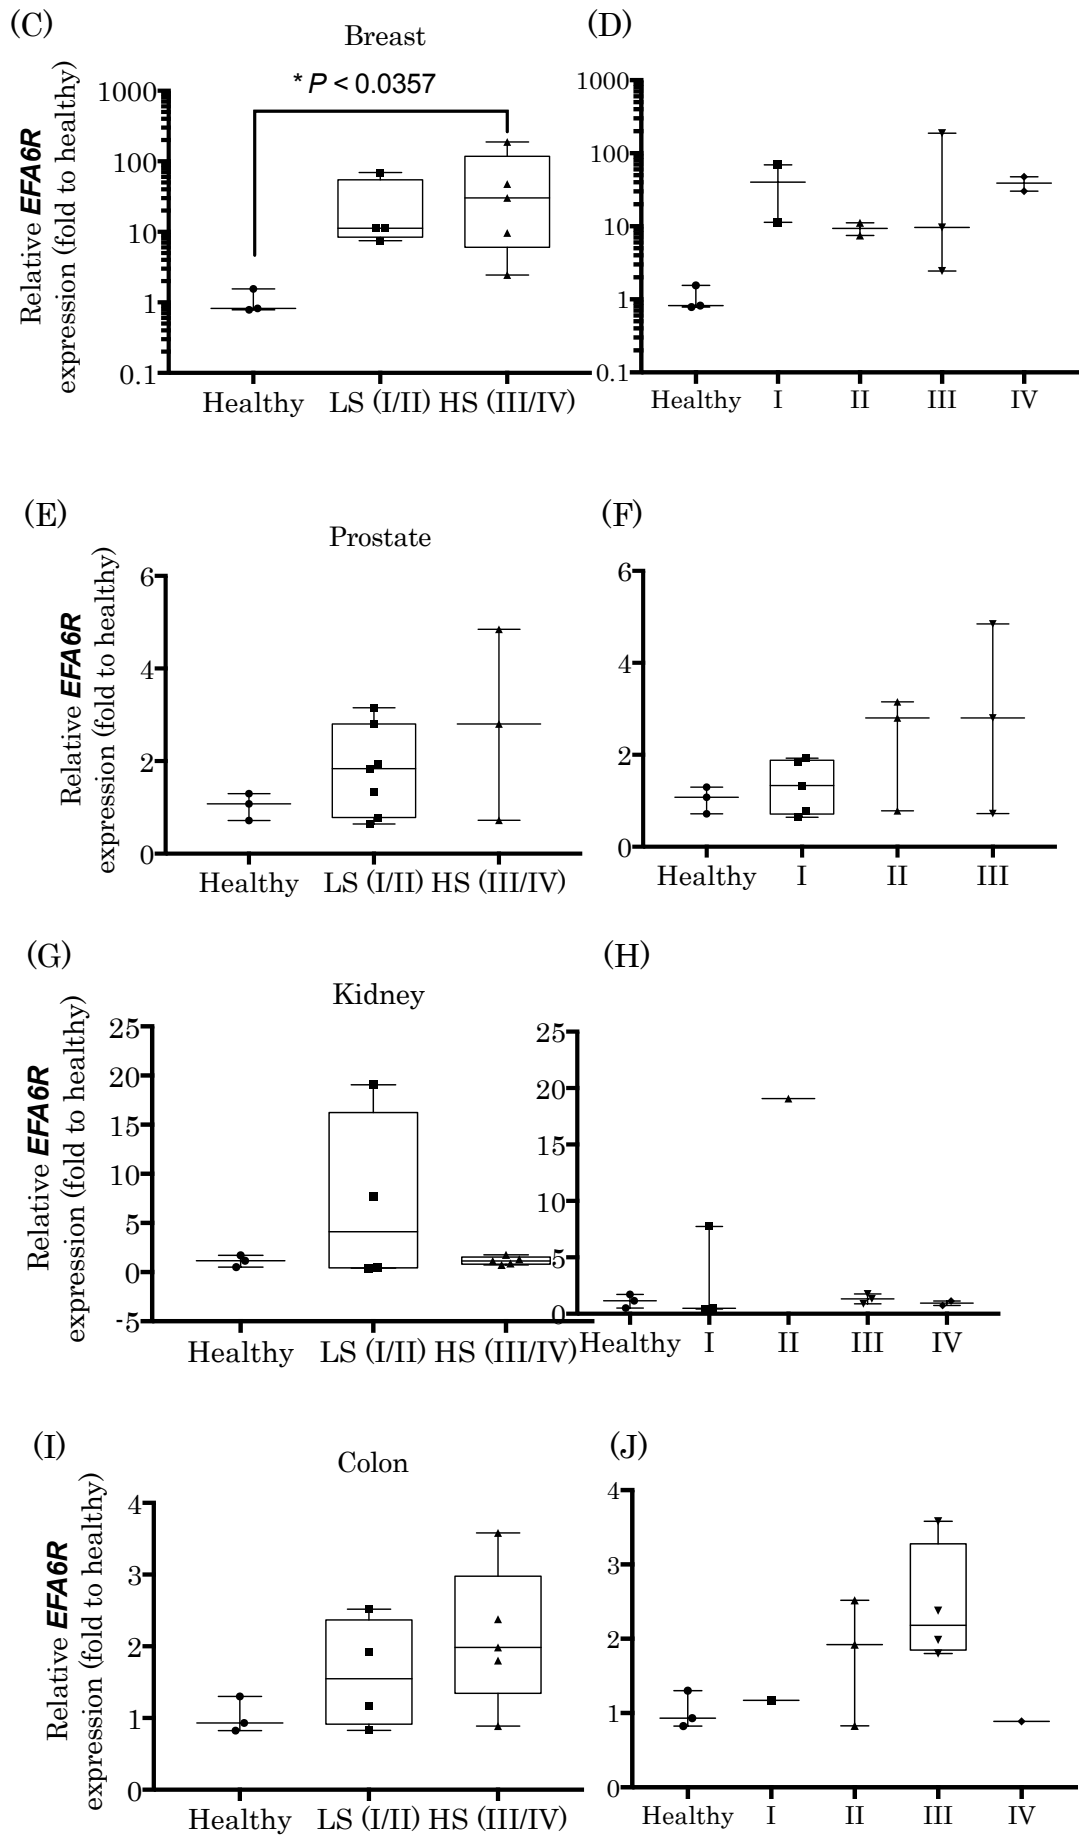 (C)
Breast
* P < 0.0357
Relative EFA6R
expression (fold to healthy)
1000
100
10
1
0.1
Healthy LS (I/II) HS (III/IV)
(D)
1000
100
10
1
0.1
Healthy I II III IV
(E)
Prostate
Relative EFA6R
expression (fold to healthy)
6
4
2
0
Healthy LS (I/II) HS (III/IV)
(F)
6
4
2
0
Healthy I II III
(G)
Kidney
Relative EFA6R
expression (fold to healthy)
25
20
15
10
5
0
-5
Healthy LS (I/II) HS (III/IV)
(H)
25
20
15
10
5
0
Healthy I II III IV
(I)
Colon
Relative EFA6R
expression (fold to healthy)
4
3
2
1
0
Healthy LS (I/II) HS (III/IV)
(J)
4
3
2
1
0
Healthy I II III IV